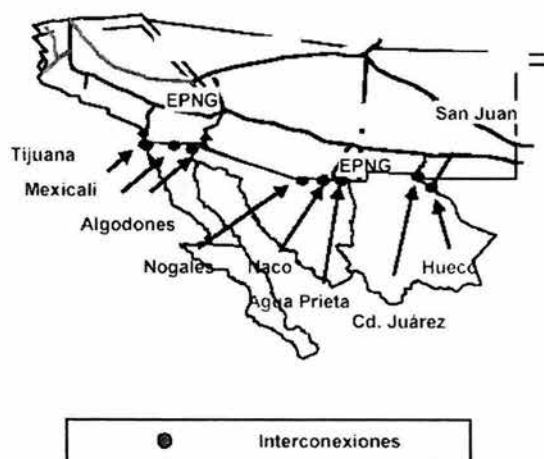 EPNG
San Juan
Tijuana
EPNG
Mexicali
Algodones
Nogales
Naco
Hueco
Agua Prieta
Cd. Juárez
Interconexiones